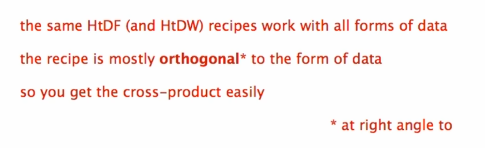 the same HtDF (and HtDW) recipes work with all forms of data
the recipe is mostly orthogonal* to the form of data
so you get the cross-product easily
* at right angle to